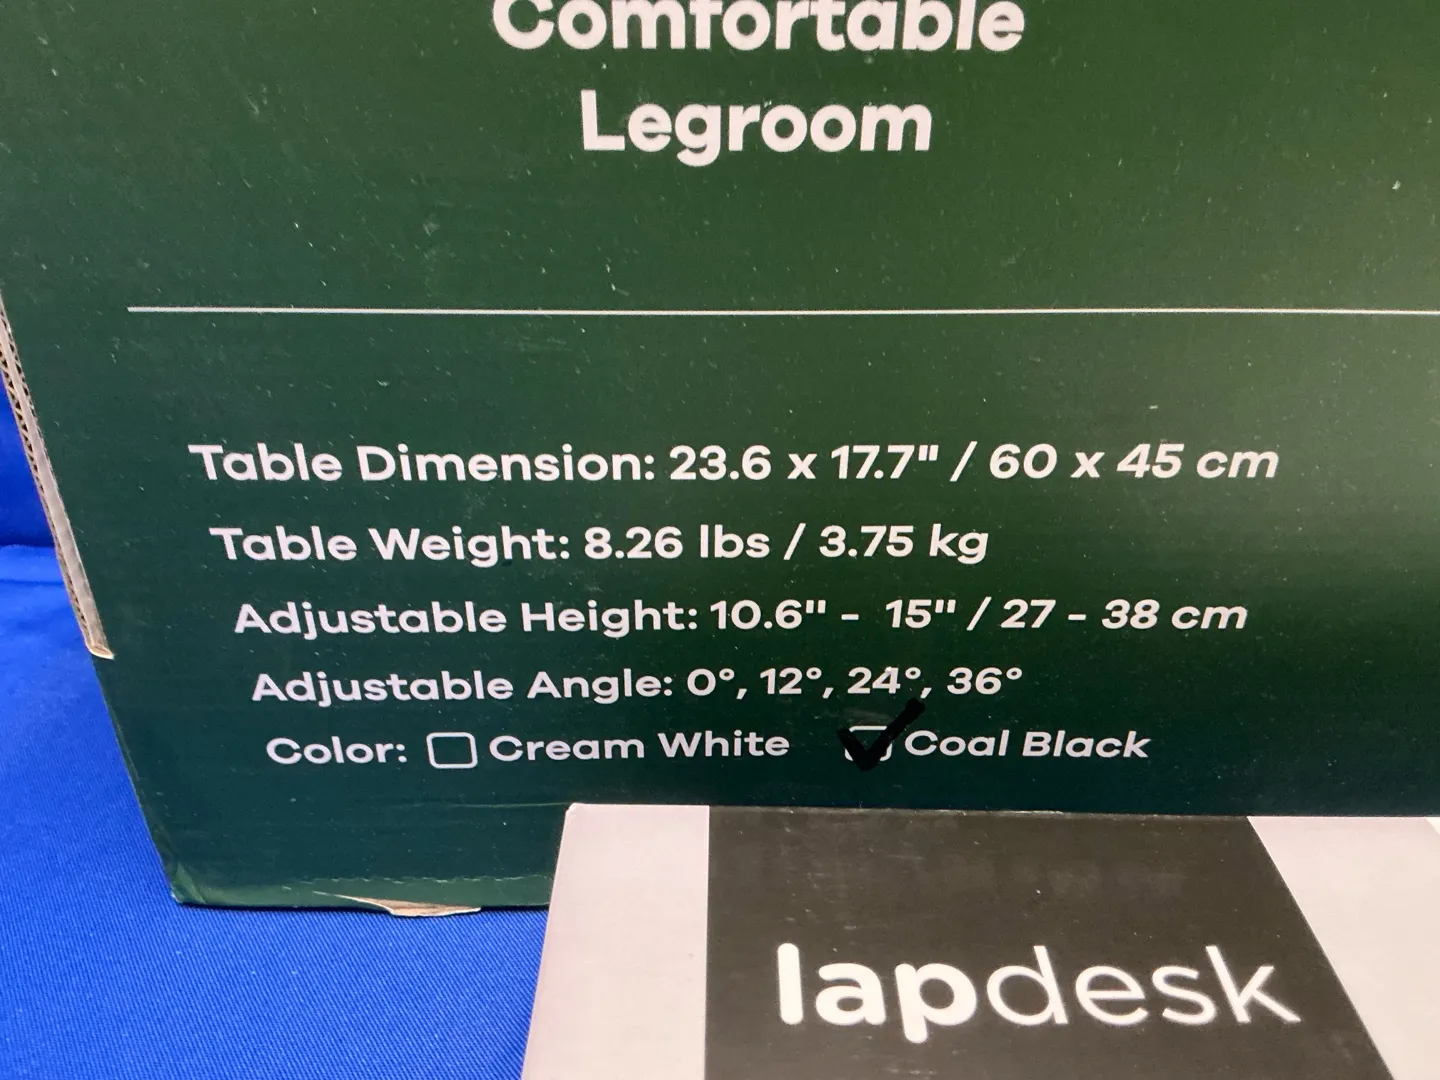 Comfortable
Legroom
Table Dimension: 23.6 x 17.7" / 60 x 45 cm
Table Weight: 8.26 lbs / 3.75 kg
Adjustable Height: 10.6" - 15" / 27 - 38 cm
Adjustable Angle: 0°, 12°, 24°, 36°
Color: Cream White Coal Black
lapdesk